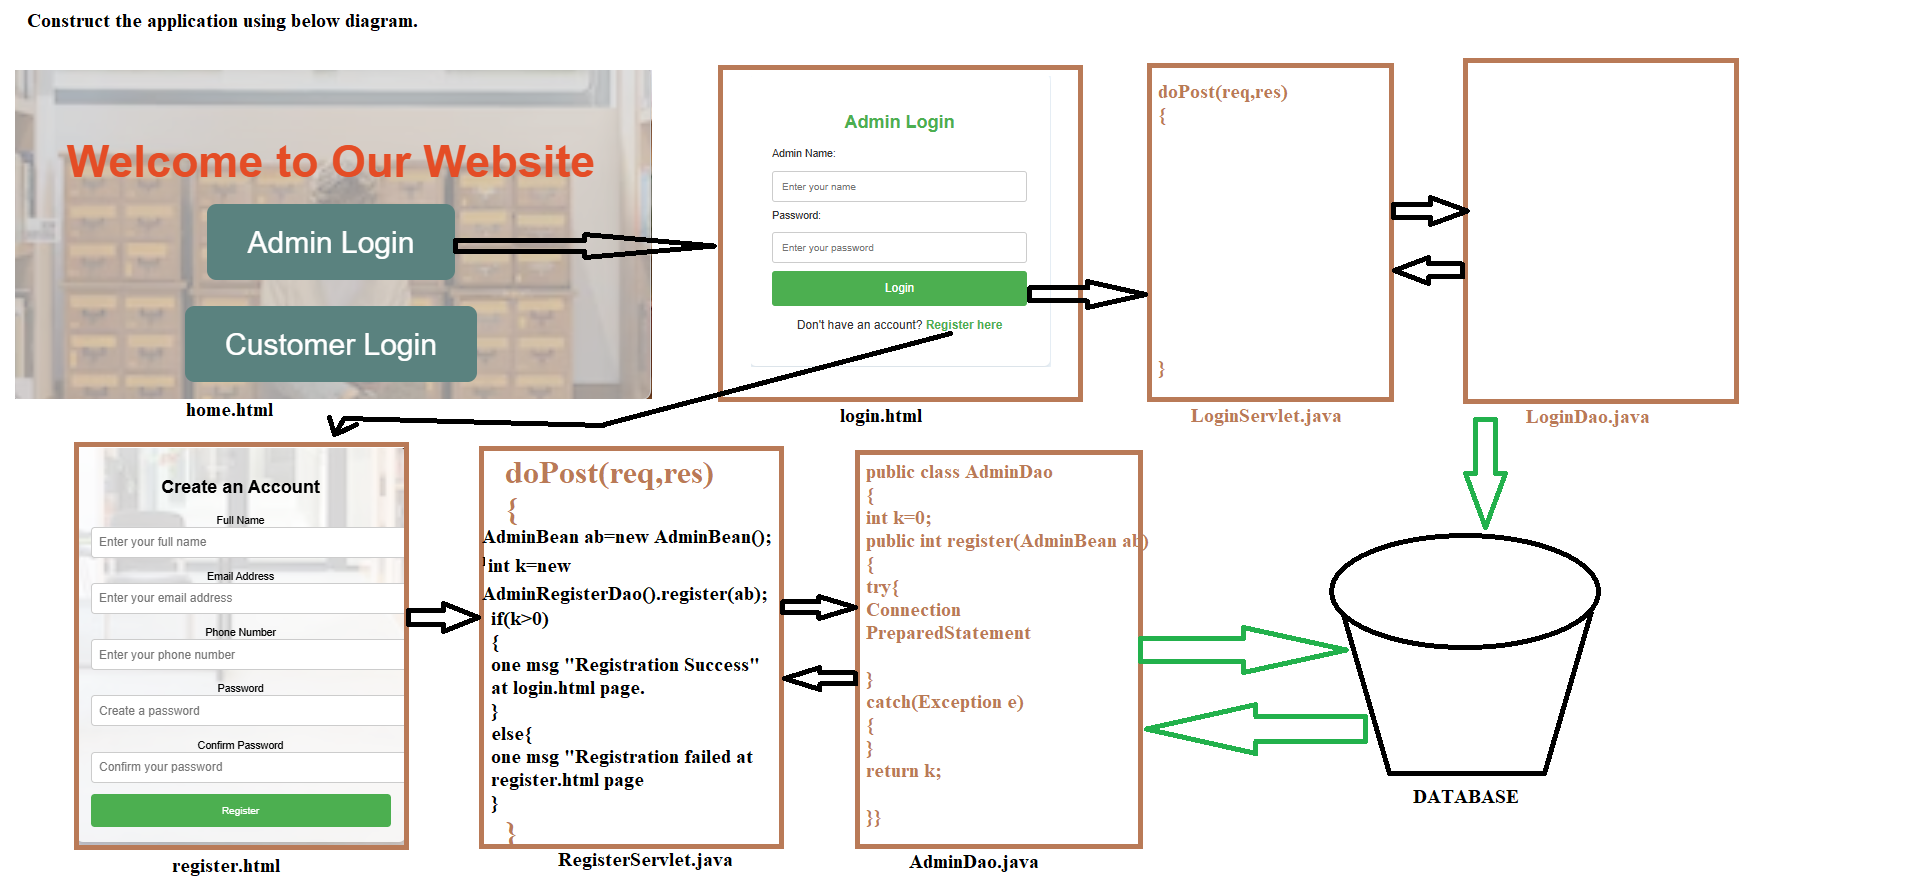 Construct the application using below diagram.
Welcome to Our Website
Admin Login
Customer Login
home.html
Admin Login
Admin Name:
Enter your name
Password:
Enter your password
Login
Don't have an account? Register here
login.html
doPost(req,res)
{
}
LoginServlet.java
LoginDao.java
Create an Account
Full Name
Enter your full name
Email Address
Enter your email address
Phone Number
Enter your phone number
Password
Create a password
Confirm Password
Confirm your password
Register
register.html
doPost(req,res)
{
AdminBean ab=new AdminBean();
int k=new
AdminRegisterDao().register(ab);
if(k>0)
{
one msg "Registration Success"
at login.html page.
}
else{
one msg "Registration failed at
register.html page
}
}
RegisterServlet.java
public class AdminDao
{
int k=0;
public int register(AdminBean ab)
{
try{
Connection
PreparedStatement
}
catch(Exception e)
{
}
return k;
}}
AdminDao.java
DATABASE